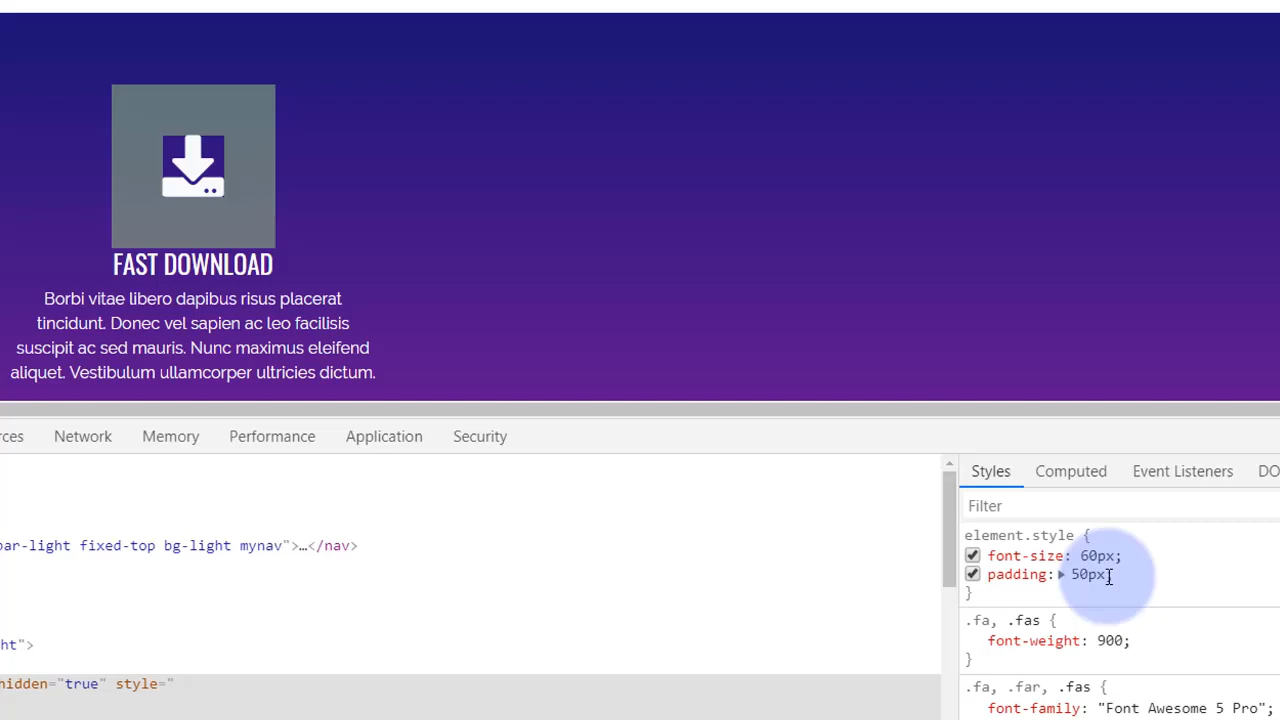 FAST DOWNLOAD
Borbi vitae libero dapibus risus placerat
tincidunt. Donec vel sapien ac leo facilisis
suscipit ac sed mauris. Nunc maximus eleifend
aliquet. Vestibulum ullamcorper ultricies dictum.
rces Network Memory Performance Application Security
Styles Computed Event Listeners DO
Filter
ar-light fixed-top bg-light mynav">…</nav>
ht">
hidden="true" style="
element.style {
font-size: 60px;
padding: ▶ 50px;
}
.fa, .fas {
font-weight: 900;
}
.fa, .far, .fas {
font-family: "Font Awesome 5 Pro";